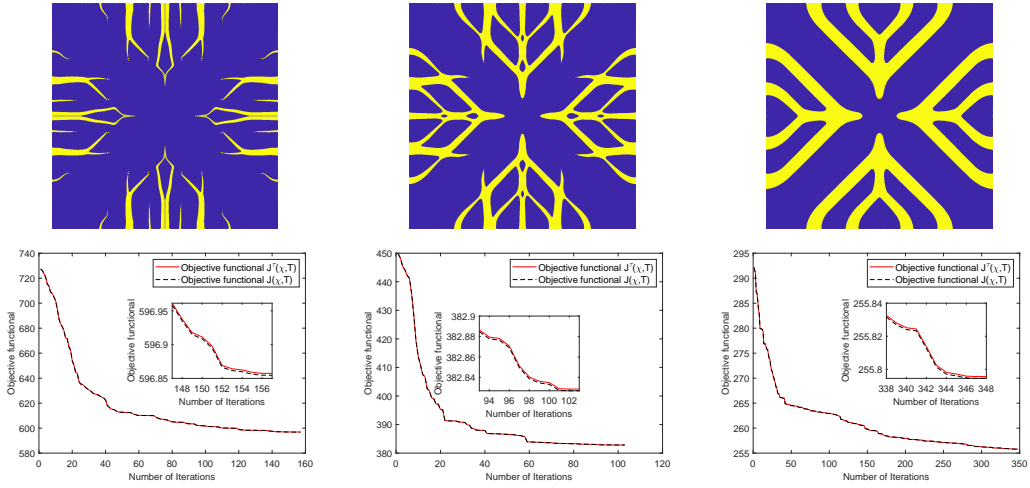 740
720
700
680
660
640
620
600
580
0 20 40 60 80 100 120 140 160
Objective functional
Number of Iterations
Objective functional J^τ(χ,T)
Objective functional J(χ,T)
596.95
596.9
596.85
148 150 152 154 156
Objective functional
Number of Iterations
450
440
430
420
410
400
390
380
0 20 40 60 80 100 120
Objective functional
Number of Iterations
Objective functional J^τ(χ,T)
Objective functional J(χ,T)
382.9
382.88
382.86
382.84
94 96 98 100 102
Objective functional
Number of Iterations
295
290
285
280
275
270
265
260
255
0 50 100 150 200 250 300 350
Objective functional
Number of Iterations
Objective functional J^τ(χ,T)
Objective functional J(χ,T)
255.84
255.82
255.8
338 340 342 344 346 348
Objective functional
Number of Iterations